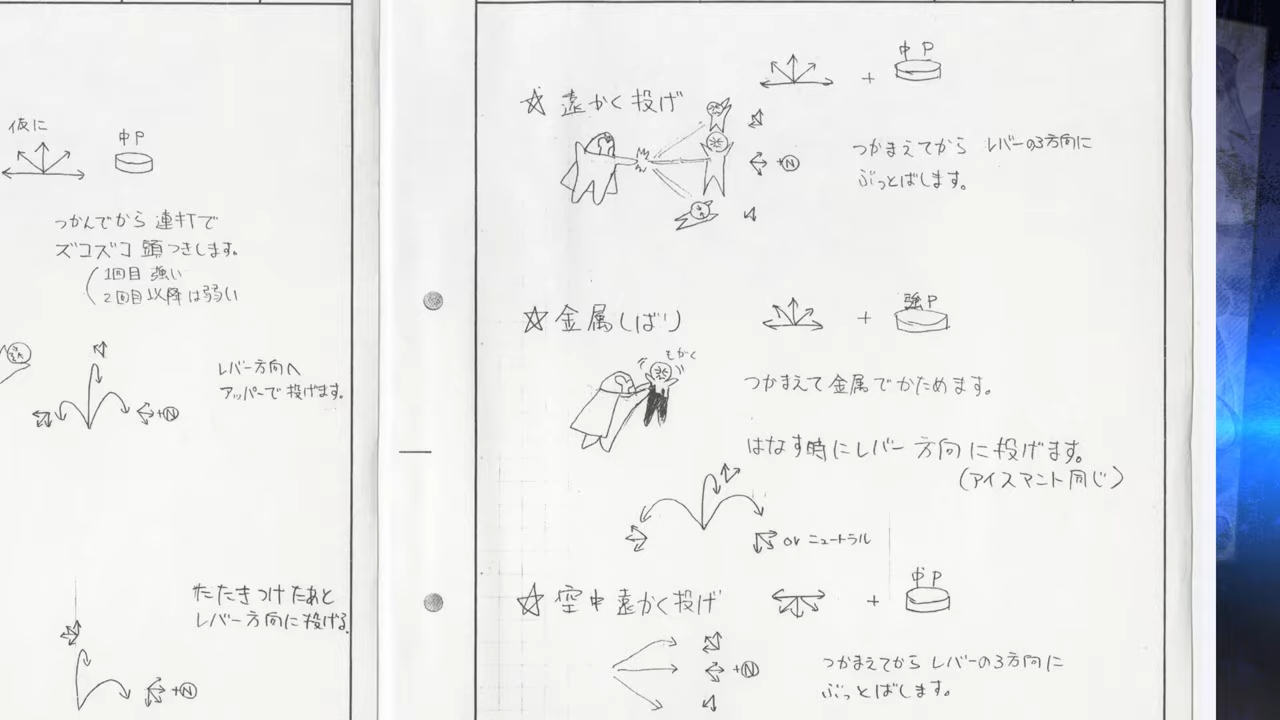 仮に
中P
つかんでから 連打で
ズコズコ 頭つきします。
(1回目 強い
2回目以降は弱い
レバー方向へ
アッパーで投げます。
+Ⓝ
たたきつけたあと
レバー方向に投げる。
+Ⓝ
☆ 遠かく投げ
+ 中P
+Ⓝ
つかまえてから レバーの3方向に
ぶっとばします。
☆ 金属しばり
+ 強P
もがく
つかまえて金属でかためます。
はなす時にレバー方向に投げます。
(アイスマント同じ)
or ニュートラル
☆ 空中遠かく投げ
+ 中P
+Ⓝ
つかまえてから レバーの3方向に
ぶっとばします。